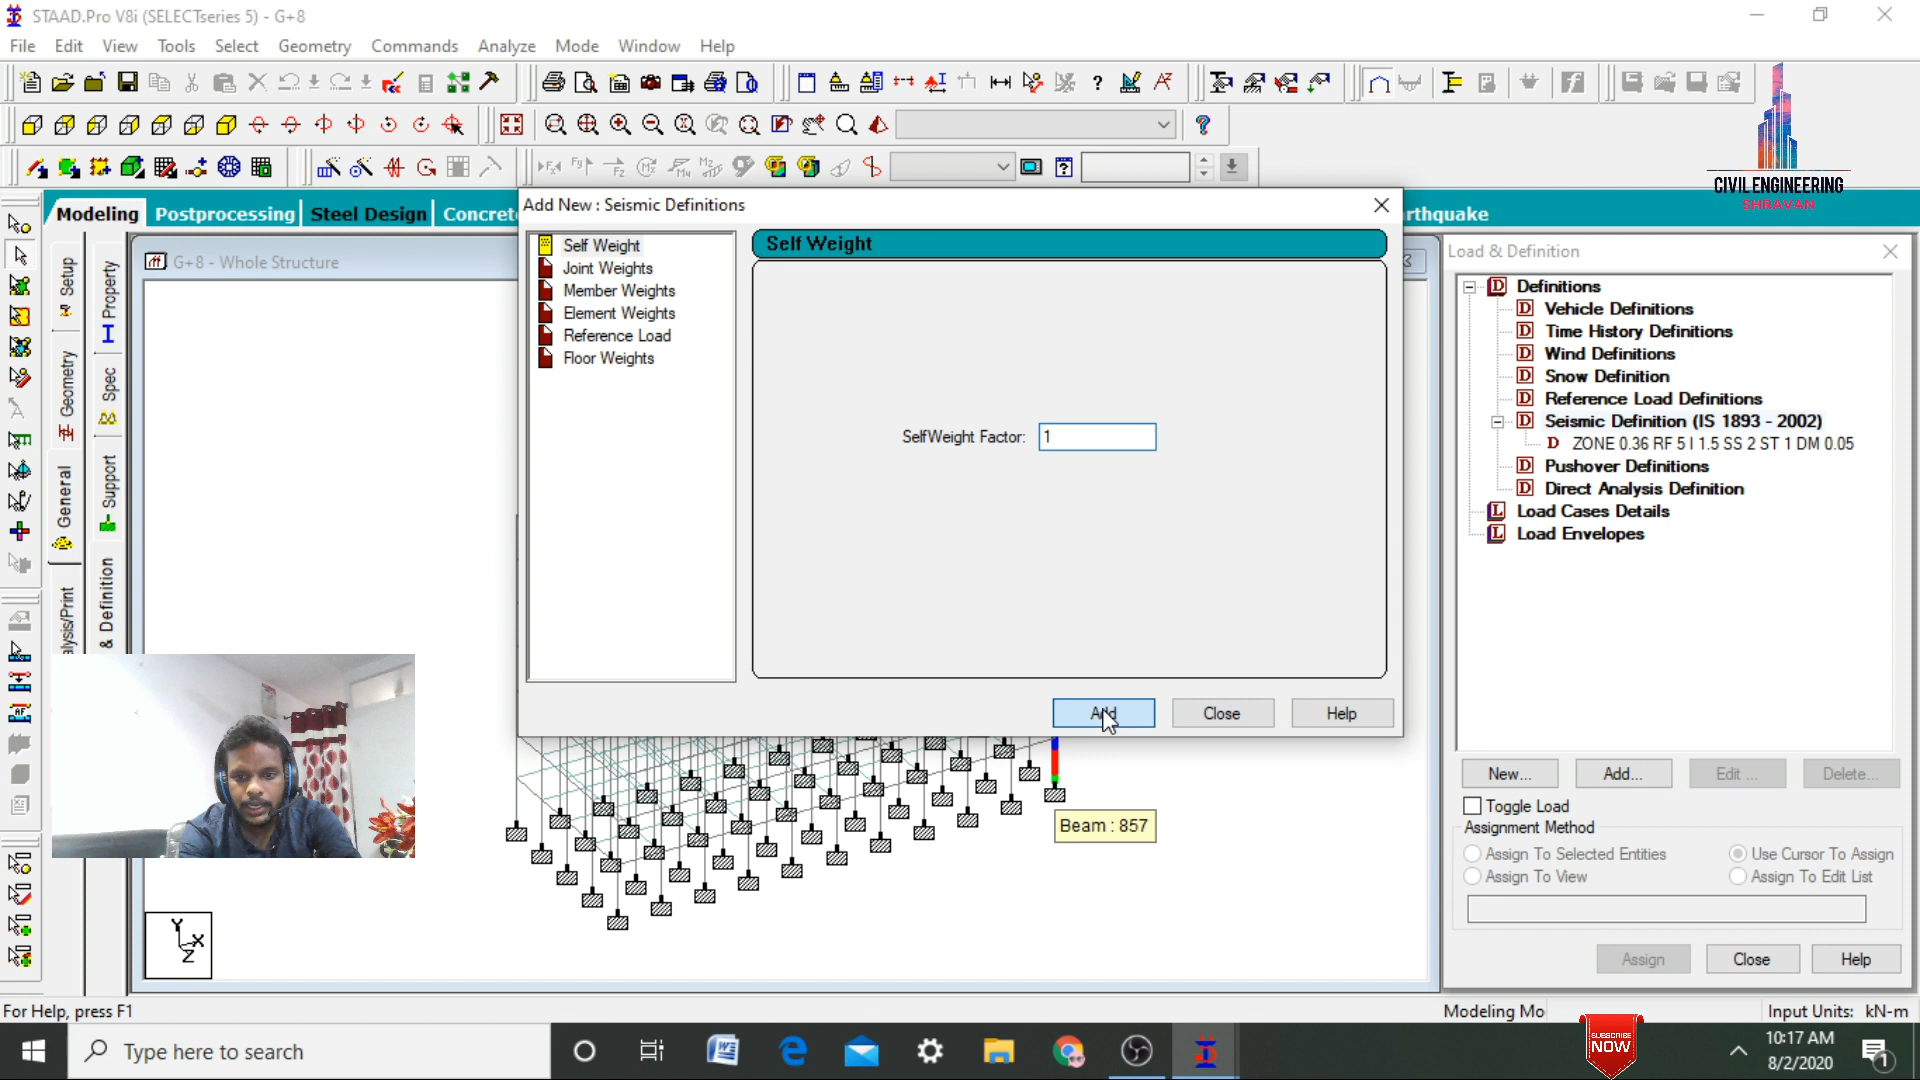 STAAD.Pro V8i (SELECTseries 5) - G+8
File Edit View Tools Select Geometry Commands Analyze Mode Window Help
CIVIL ENGINEERING
SHRAVAN
Modeling Postprocessing Steel Design Concrete
Add New : Seismic Definitions
rthquake
Setup
Geometry
General
alysis/Print
Property
Spec
Support
& Definition
G+8 - Whole Structure
Self Weight
Joint Weights
Member Weights
Element Weights
Reference Load
Floor Weights
Self Weight
SelfWeight Factor: 1
Add Close Help
Beam : 857
Y
X
Z
Load & Definition
Definitions
Vehicle Definitions
Time History Definitions
Wind Definitions
Snow Definition
Reference Load Definitions
Seismic Definition (IS 1893 - 2002)
ZONE 0.36 RF 5 I 1.5 SS 2 ST 1 DM 0.05
Pushover Definitions
Direct Analysis Definition
Load Cases Details
Load Envelopes
New... Add... Edit ... Delete...
Toggle Load
Assignment Method
Assign To Selected Entities Use Cursor To Assign
Assign To View Assign To Edit List
Assign Close Help
For Help, press F1
Modeling Mo
Input Units: kN-m
Type here to search
SUBSCRIBE
NOW
10:17 AM
8/2/2020
1